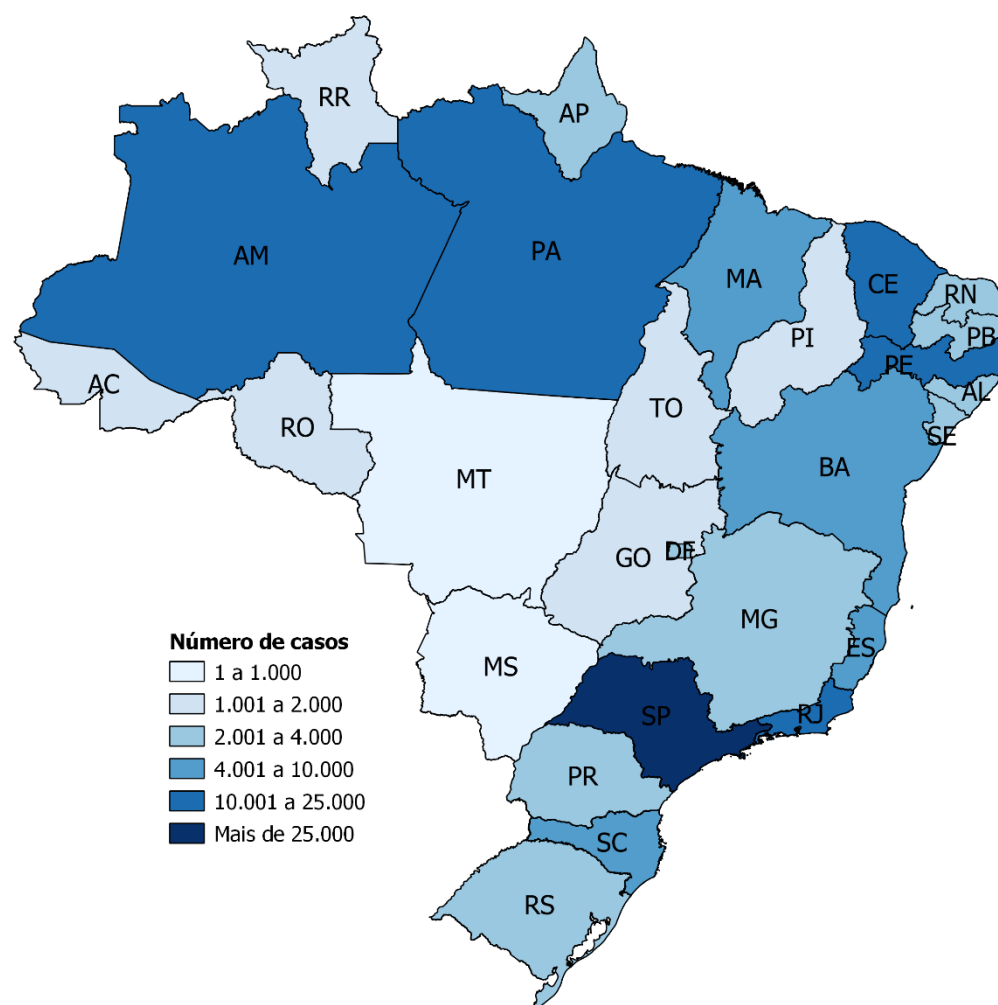 RR
AP
AM
PA
MA
CE
RN
PI
PB
PE
AC
AL
TO
RO
SE
BA
MT
GO
DF
MG
Número de casos
ES
MS
1 a 1.000
1.001 a 2.000
SP
RJ
2.001 a 4.000
4.001 a 10.000
PR
10.001 a 25.000
Mais de 25.000
SC
RS